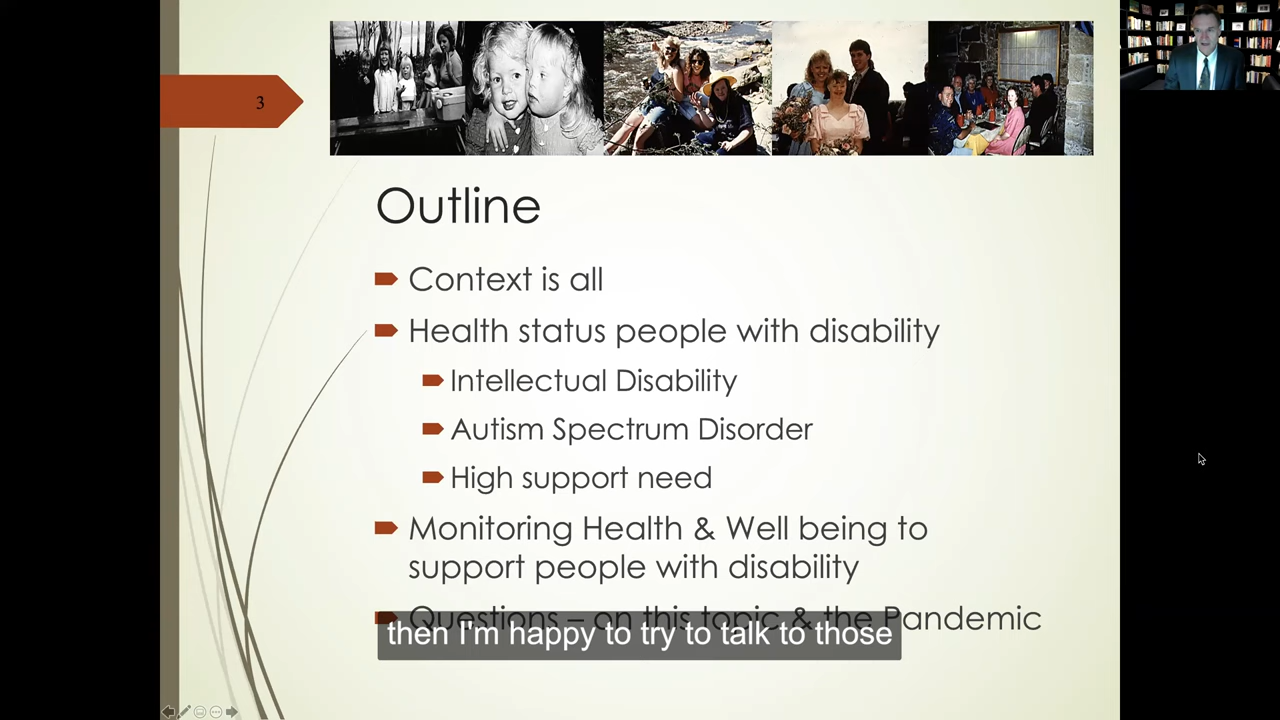 3
Outline
Context is all
Health status people with disability
Intellectual Disability
Autism Spectrum Disorder
High support need
Monitoring Health & Well being to
support people with disability
Questions – on this topic & the Pandemic
then I'm happy to try to talk to those